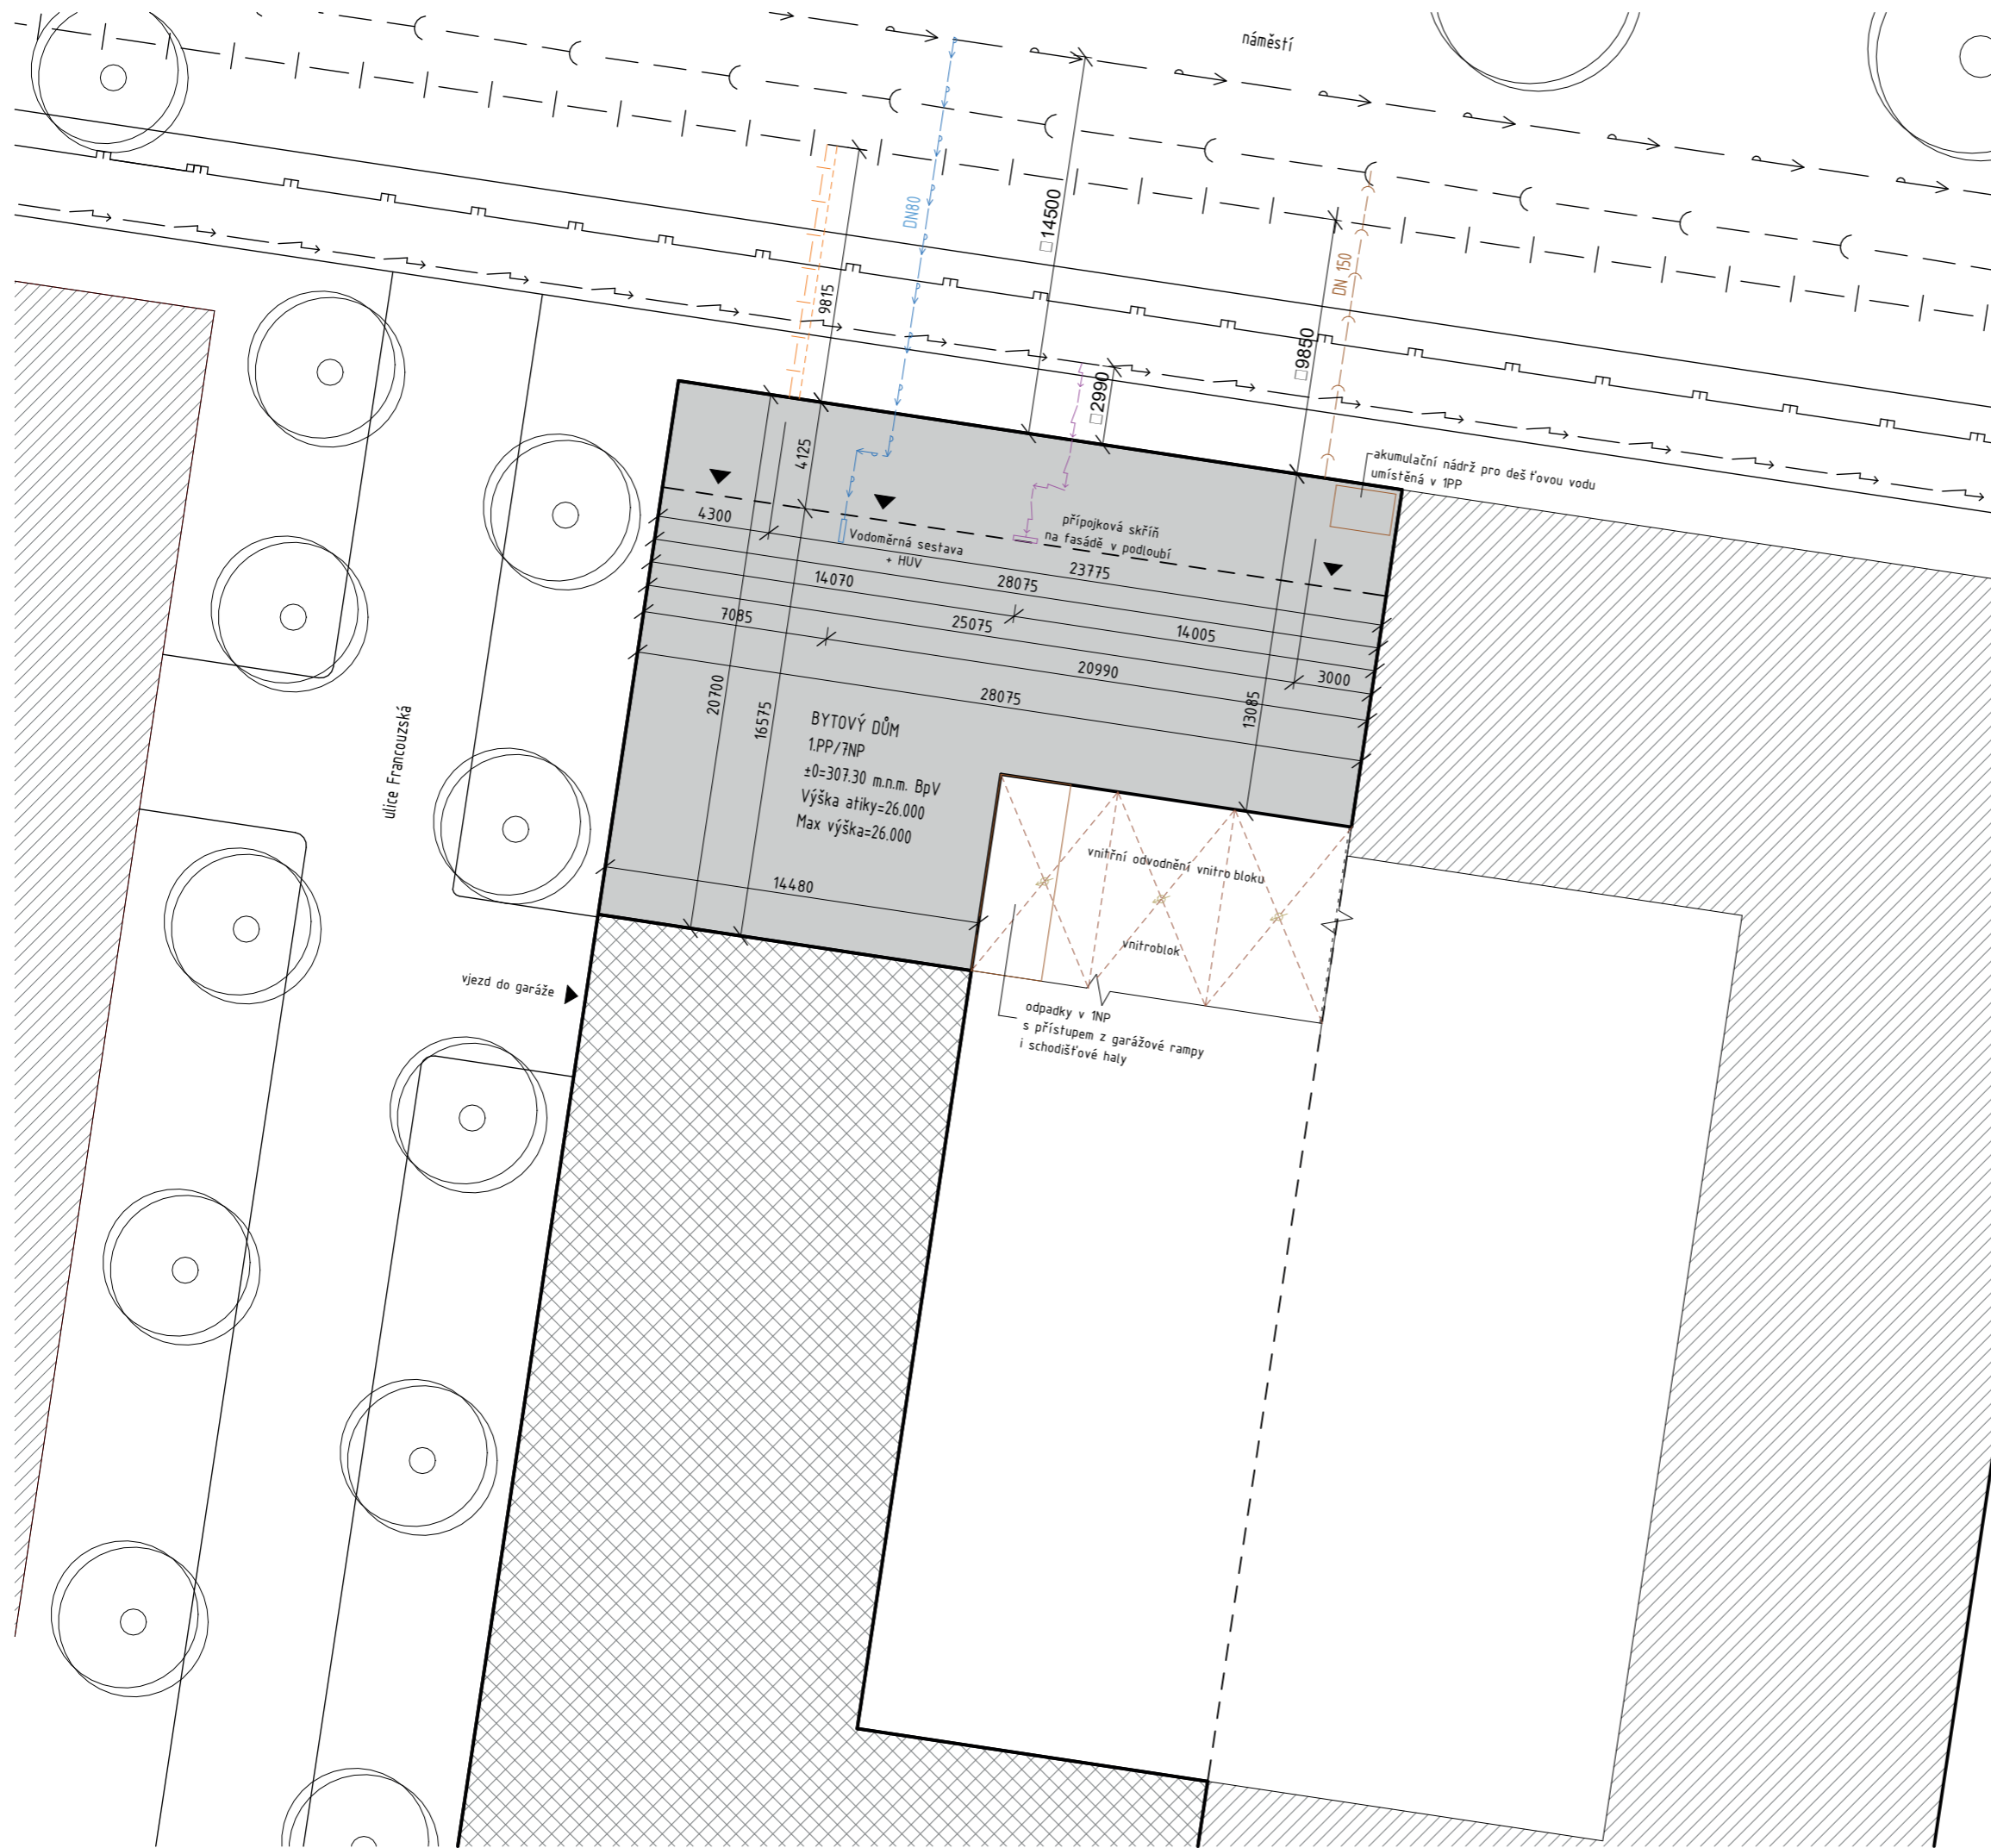 náměstí
DN80
□14500
DN 150
9815
□9850
□2990
4125
akumulační nádrž pro dešťovou vodu
umístěná v 1PP
4300
přípojková skříň
na fasádě v podloubí
Vodoměrná sestava
+ HUV
23775
28075
14070
14005
25075
7085
20990
3000
28075
20700
16575
13085
ulice Francouzská
BYTOVÝ DŮM
1.PP/7NP
±0=307.30 m.n.m. BpV
Výška atiky=26.000
Max výška=26.000
vnitřní odvodnění vnitrobloku
14480
vnitroblok
vjezd do garáže
odpadky v 1NP
s přístupem z garážové rampy
i schodišťové haly